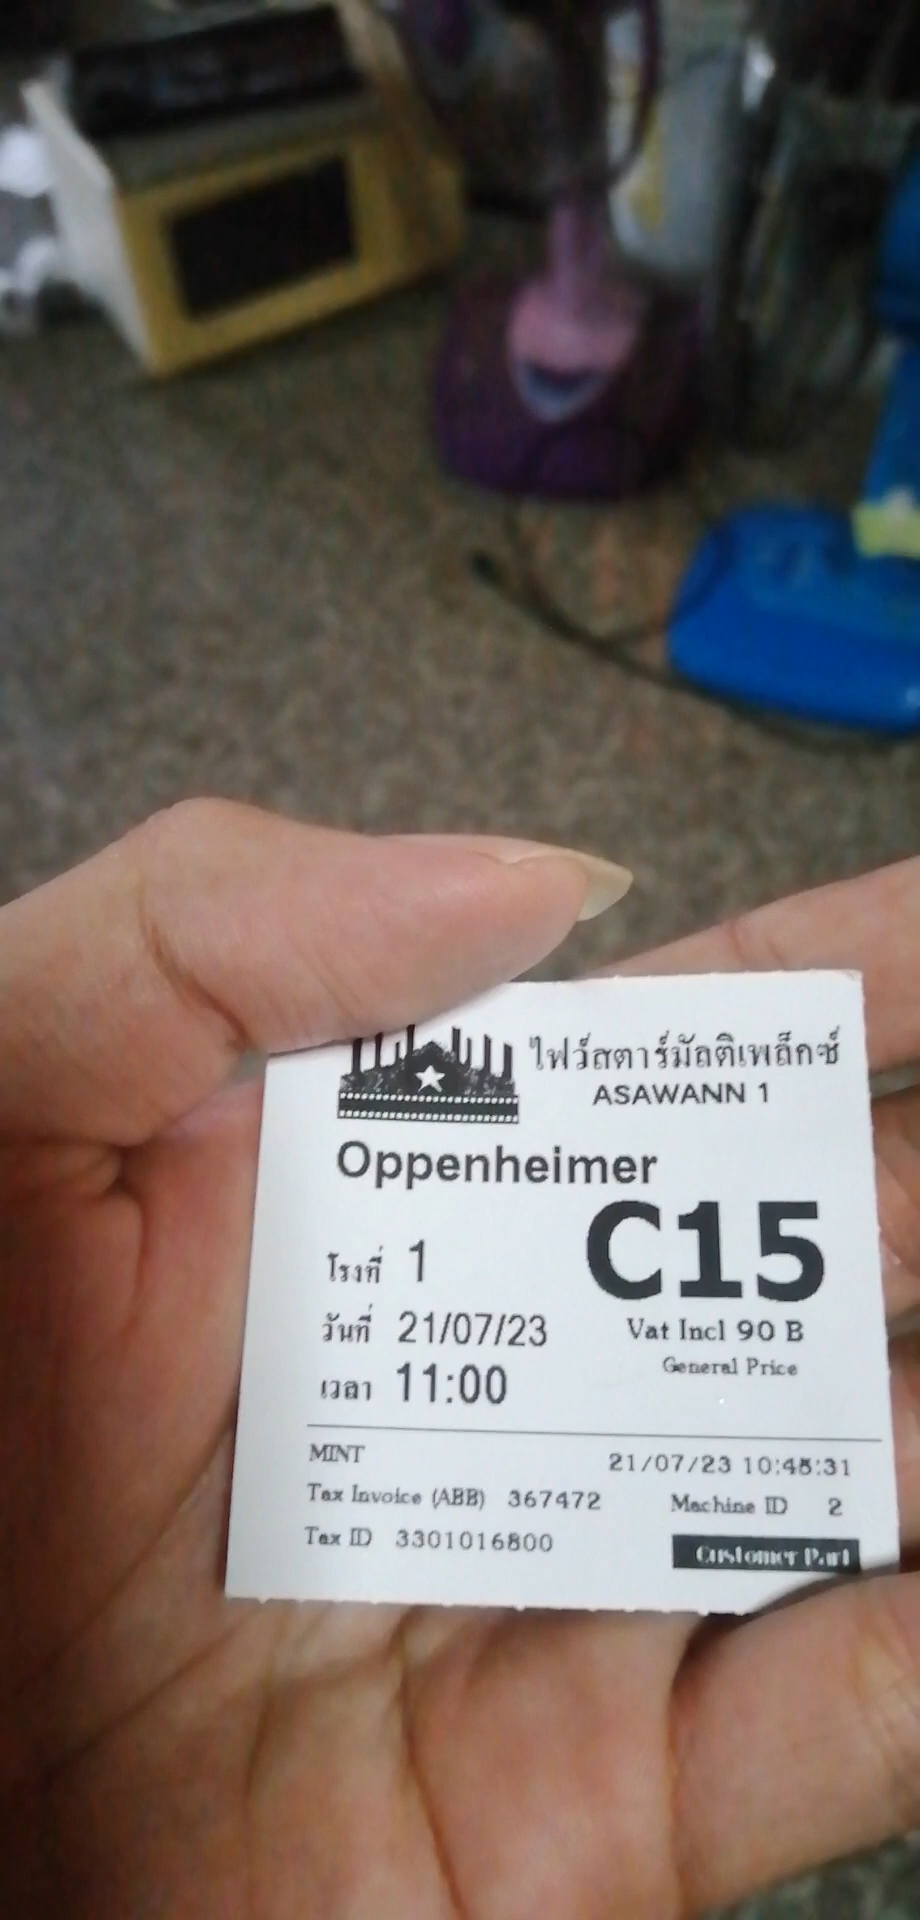 ไฟว์สตาร์มัลติเพล็กซ์
ASAWANN 1
Oppenheimer
C15
โรงที่ 1
วันที่ 21/07/23
Vat Incl 90 B
General Price
เวลา 11:00
MINT 21/07/23 10:45:31
Tax Invoice (ABB) 367472 Machine ID 2
Tax ID 3301016800 Customer Part